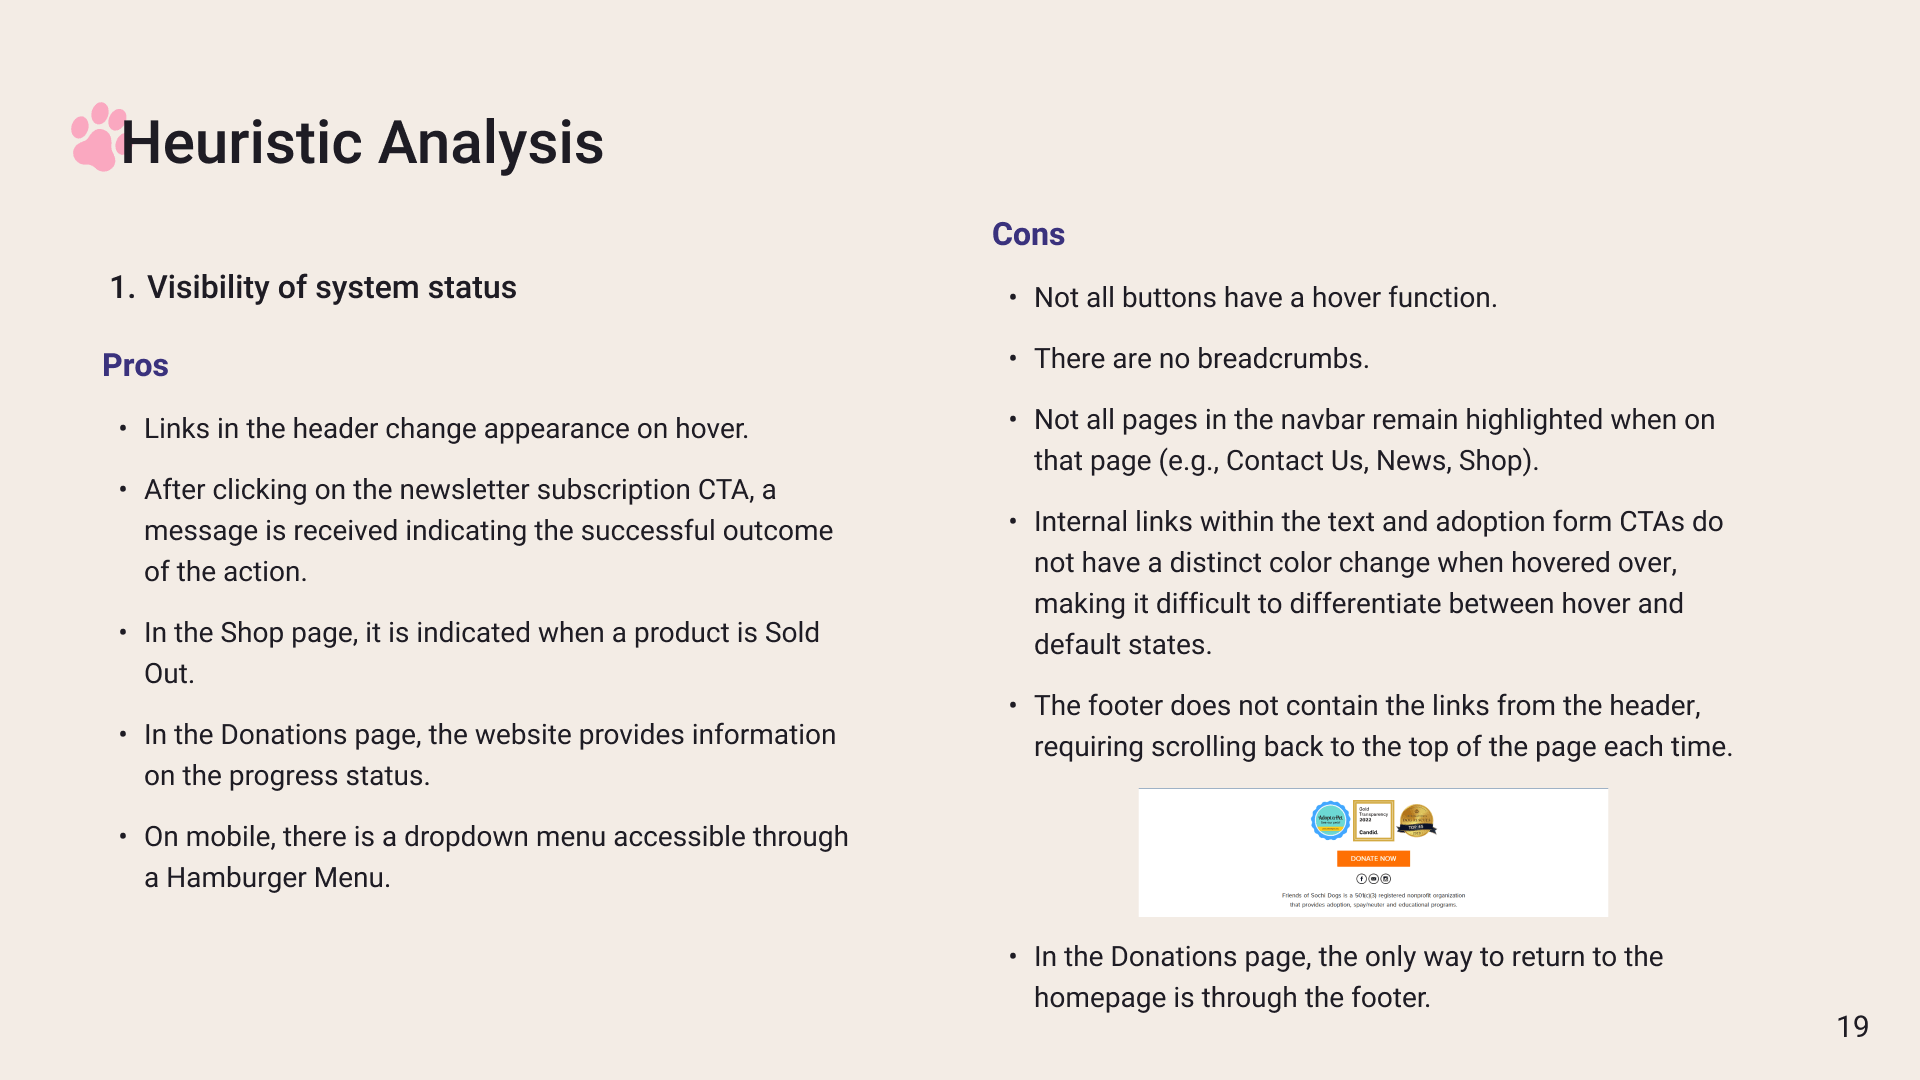 Heuristic Analysis
1. Visibility of system status
Pros
• Links in the header change appearance on hover.
• After clicking on the newsletter subscription CTA, a
message is received indicating the successful outcome
of the action.
• In the Shop page, it is indicated when a product is Sold
Out.
• In the Donations page, the website provides information
on the progress status.
• On mobile, there is a dropdown menu accessible through
a Hamburger Menu.
Cons
• Not all buttons have a hover function.
• There are no breadcrumbs.
• Not all pages in the navbar remain highlighted when on
that page (e.g., Contact Us, News, Shop).
• Internal links within the text and adoption form CTAs do
not have a distinct color change when hovered over,
making it difficult to differentiate between hover and
default states.
• The footer does not contain the links from the header,
requiring scrolling back to the top of the page each time.
Adopt a Pet
Gold
Transparency
2022
Candid.
TOP 40
DONATE NOW
Friends of Sochi Dogs is a 501(c)(3) registered nonprofit organization
that provides adoption, spay/neuter and educational programs.
• In the Donations page, the only way to return to the
homepage is through the footer.
19